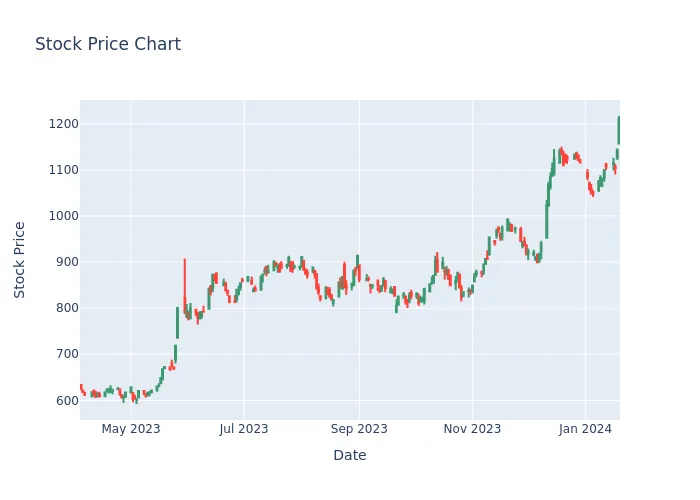 Stock Price Chart
Stock Price
1200
1100
1000
900
800
700
600
May 2023
Jul 2023
Sep 2023
Nov 2023
Jan 2024
Date